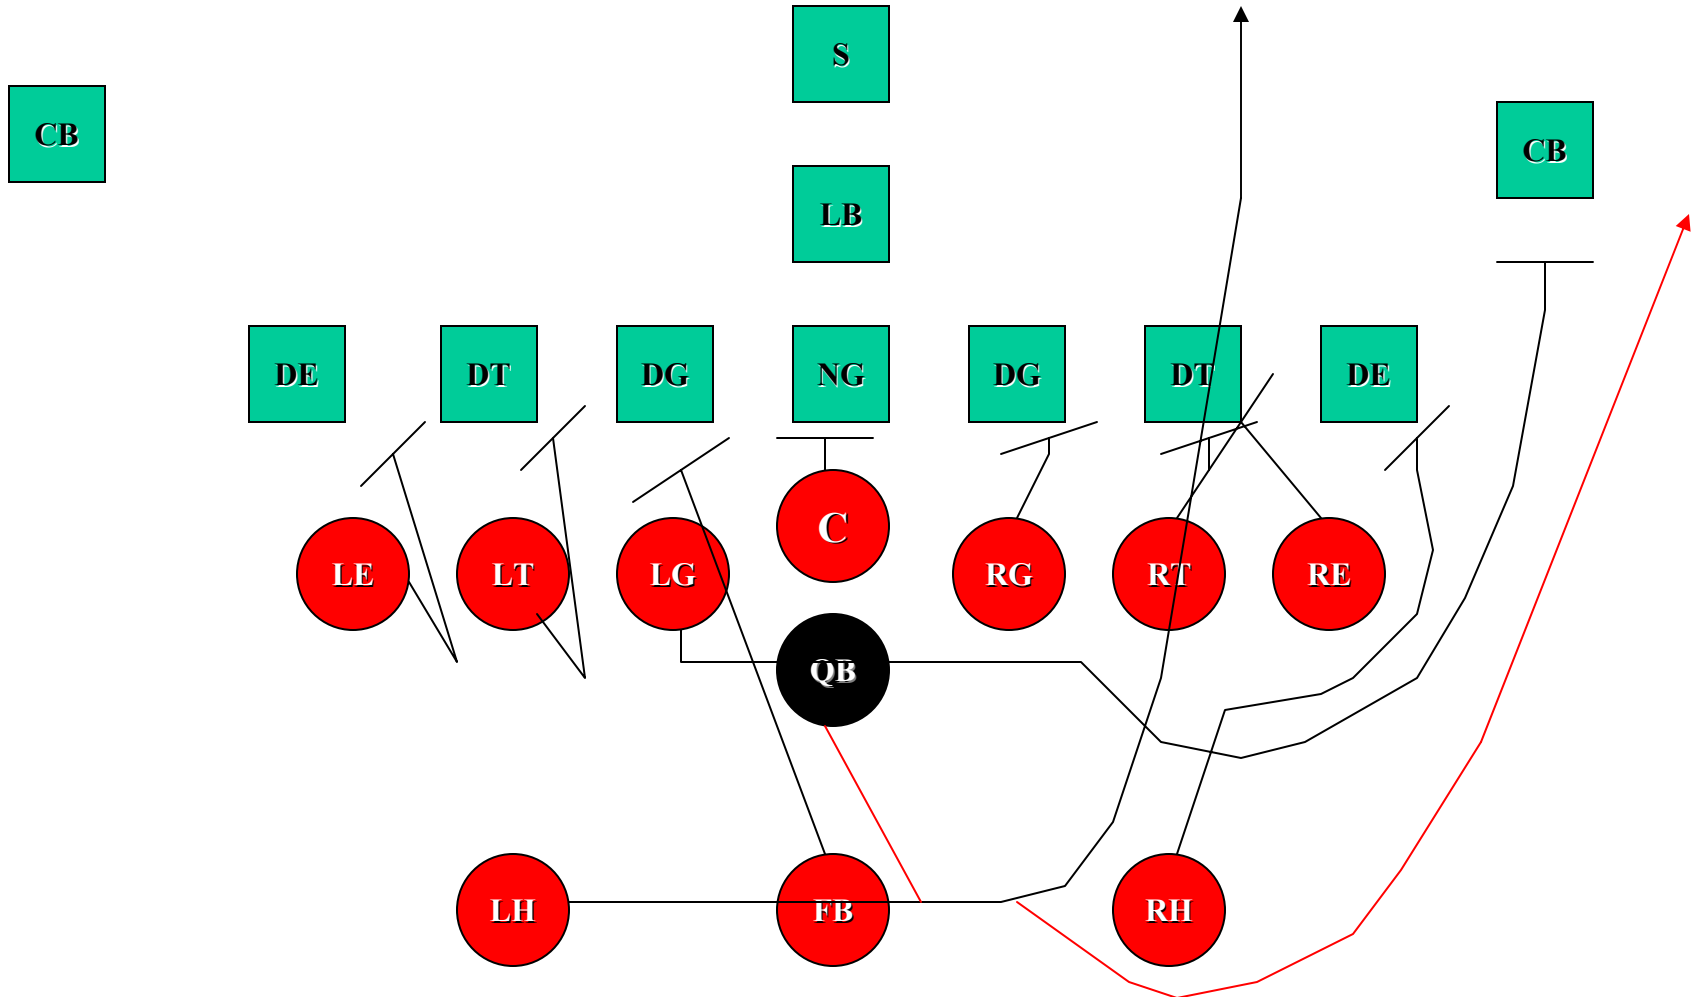 S
CB
CB
LB
DE
DT
DG
NG
DG
DT
DE
C
LE
LT
LG
RG
RT
RE
QB
LH
FB
RH